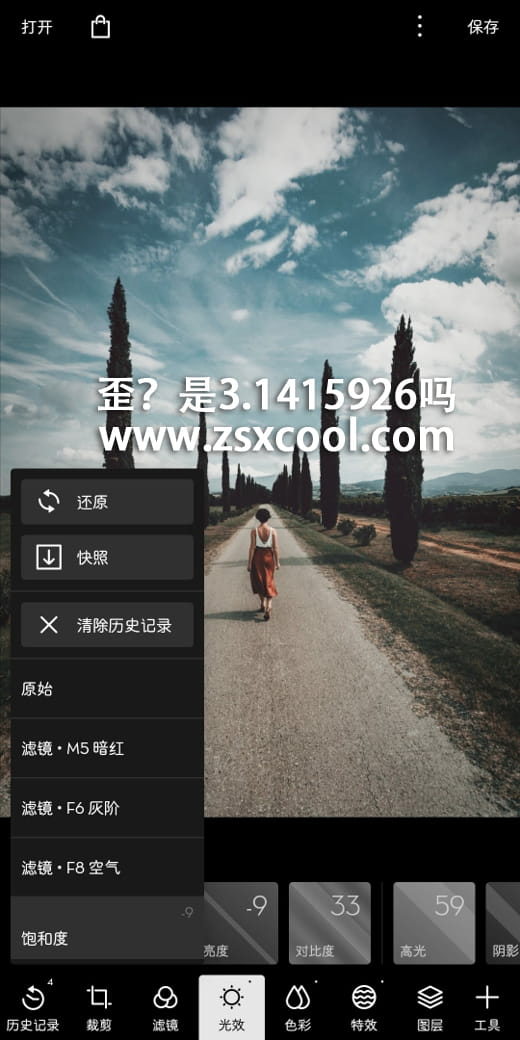 打开
保存
歪？是3.1415926吗
www.zsxcool.com
还原
快照
清除历史记录
原始
滤镜·M5 暗红
滤镜·F6 灰阶
滤镜·F8 空气
-9
饱和度
-9 33 59
亮度 对比度 高光 阴影
4
历史记录 裁剪 滤镜 光效 色彩 特效 图层 工具